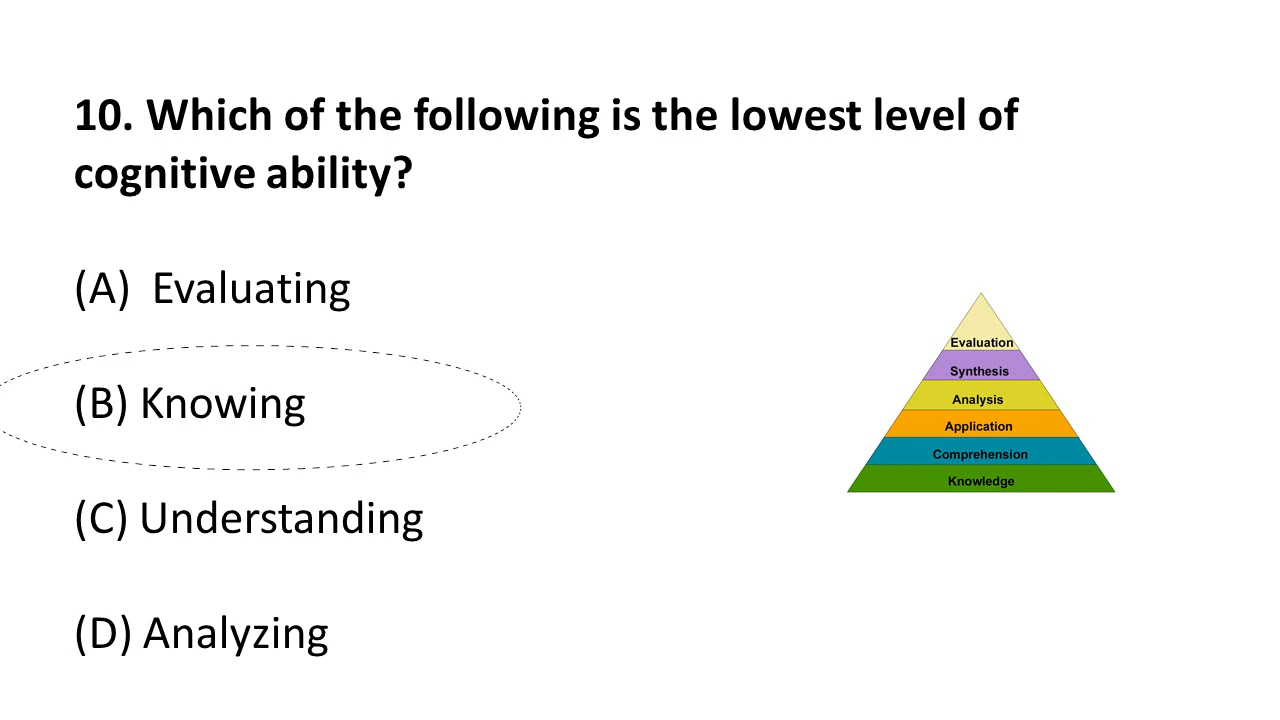 10. Which of the following is the lowest level of
cognitive ability?
(A) Evaluating
(B) Knowing
(C) Understanding
(D) Analyzing
Evaluation
Synthesis
Analysis
Application
Comprehension
Knowledge